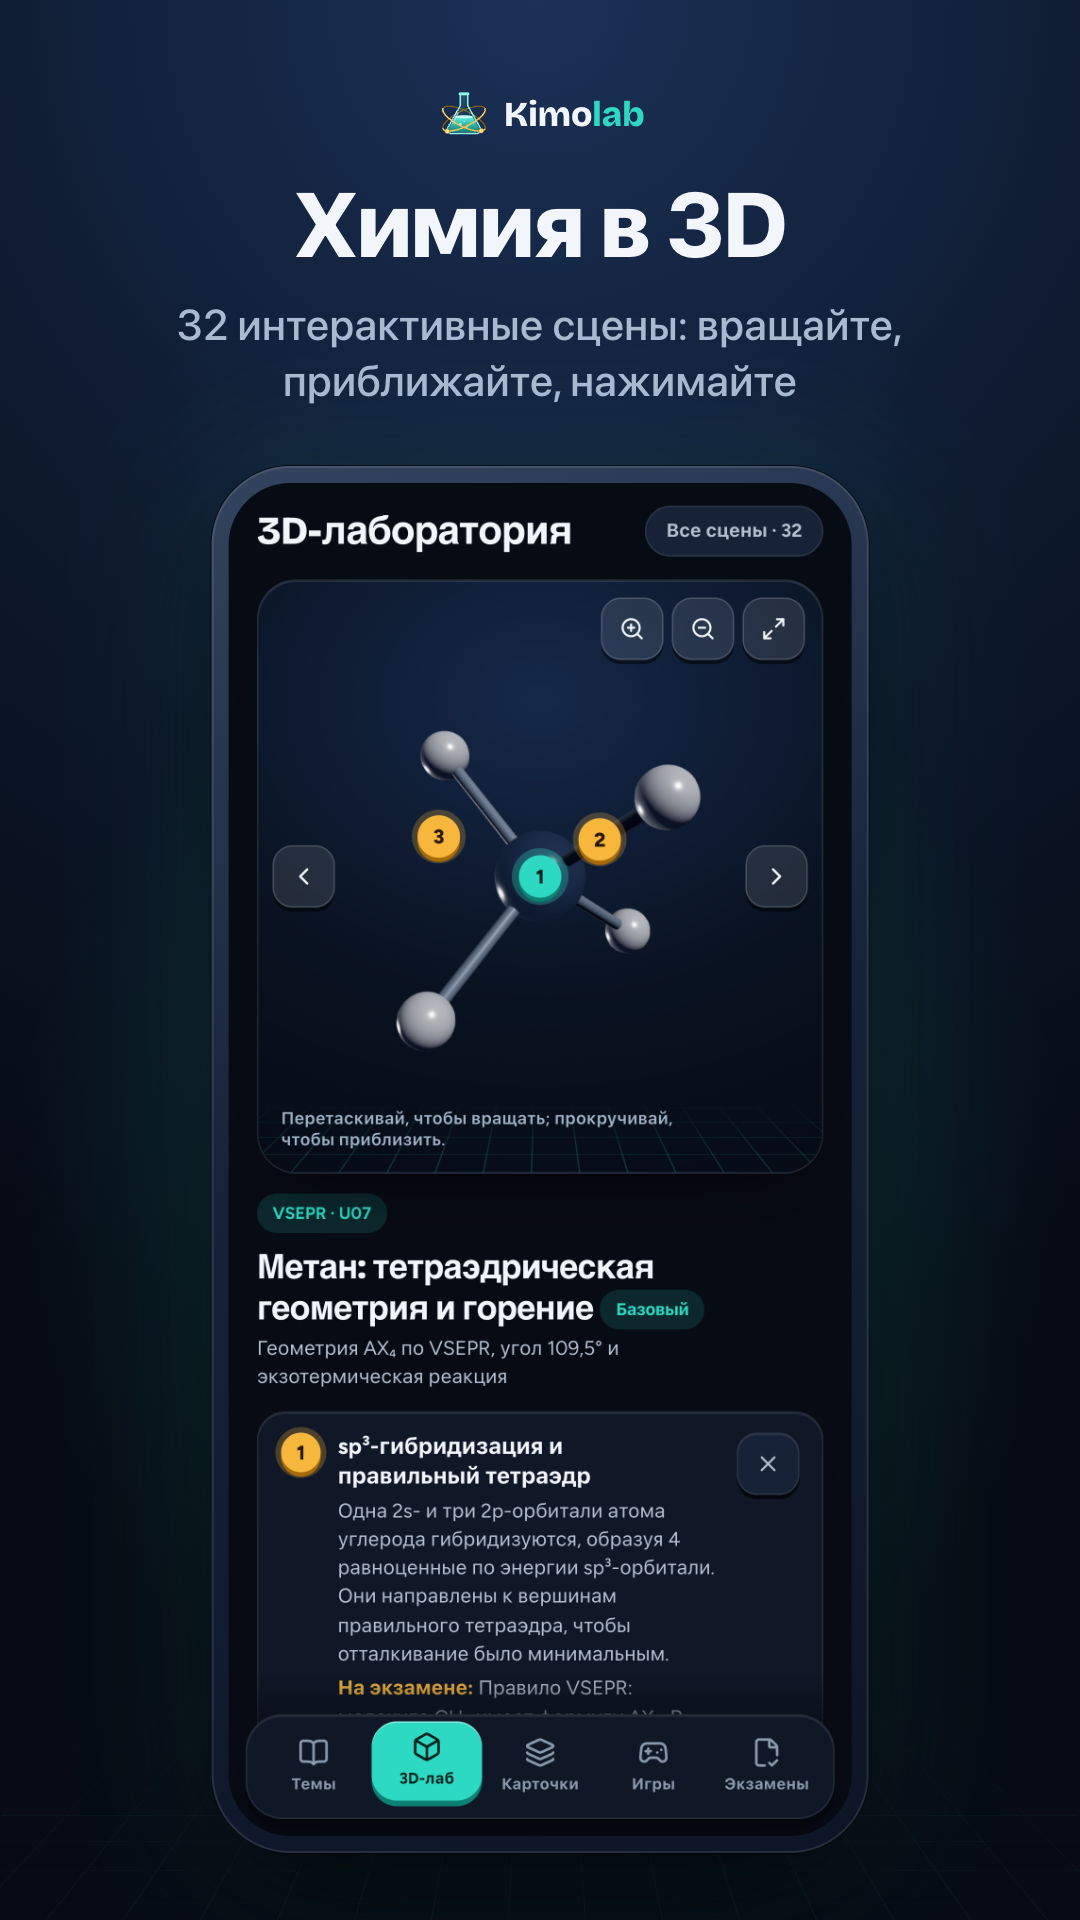 Kimolab
Химия в 3D
32 интерактивные сцены: вращайте,
приближайте, нажимайте
3D-лаборатория
Все сцены · 32
3
2
1
Перетаскивай, чтобы вращать; прокручивай,
чтобы приблизить.
VSEPR · U07
Метан: тетраэдрическая
геометрия и горение
Базовый
Геометрия AX₄ по VSEPR, угол 109,5° и
экзотермическая реакция
1
sp³-гибридизация и
правильный тетраэдр
Одна 2s- и три 2p-орбитали атома
углерода гибридизуются, образуя 4
равноценные по энергии sp³-орбитали.
Они направлены к вершинам
правильного тетраэдра, чтобы
отталкивание было минимальным.
На экзамене: Правило VSEPR:
Темы
3D-лаб
Карточки
Игры
Экзамены